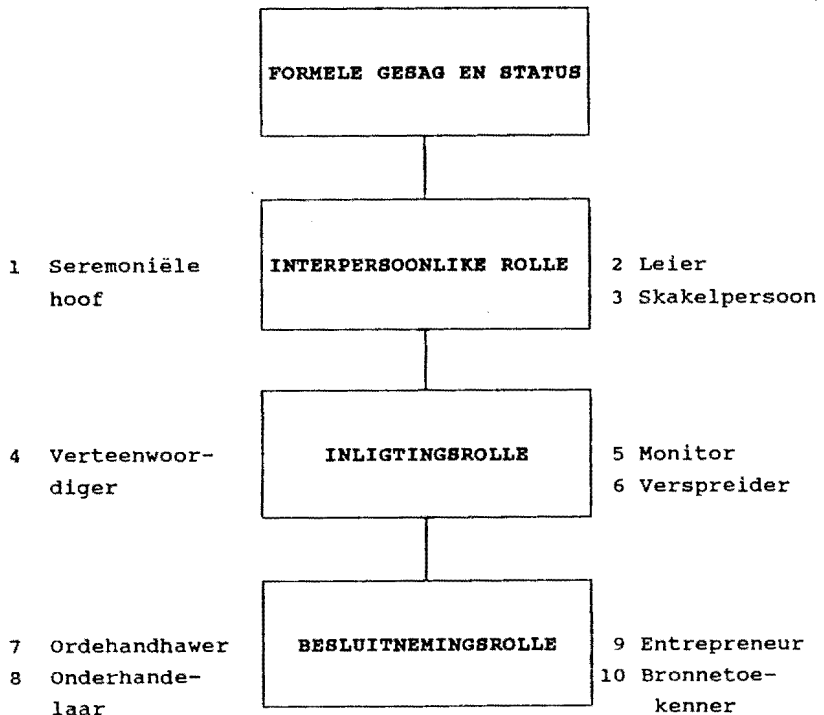 FORMELE GESAG EN STATUS
1 Seremoniële
hoof
INTERPERSOONLIKE ROLLE
2 Leier
3 Skakelpersoon
4 Verteenwoor-
diger
INLIGTINGSROLLE
5 Monitor
6 Verspreider
7 Ordehandhawer
8 Onderhande-
laar
BESLUITNEMINGSROLLE
9 Entrepreneur
10 Bronnetoe-
kenner